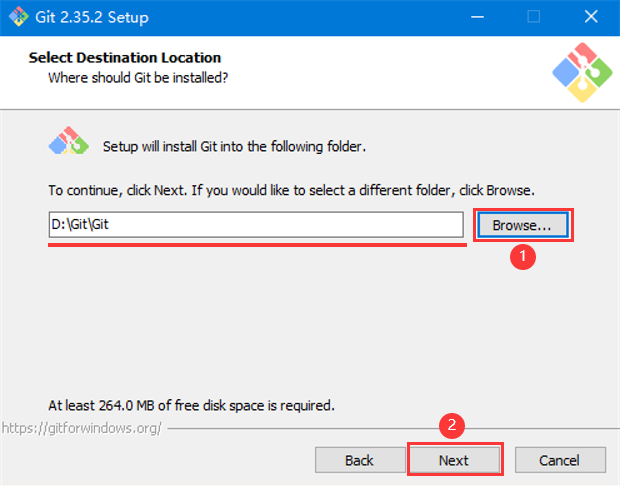 Git 2.35.2 Setup
Select Destination Location
Where should Git be installed?
Setup will install Git into the following folder.
To continue, click Next. If you would like to select a different folder, click Browse.
D:\Git\Git
Browse...
1
At least 264.0 MB of free disk space is required.
https://gitforwindows.org/
2
Back
Next
Cancel